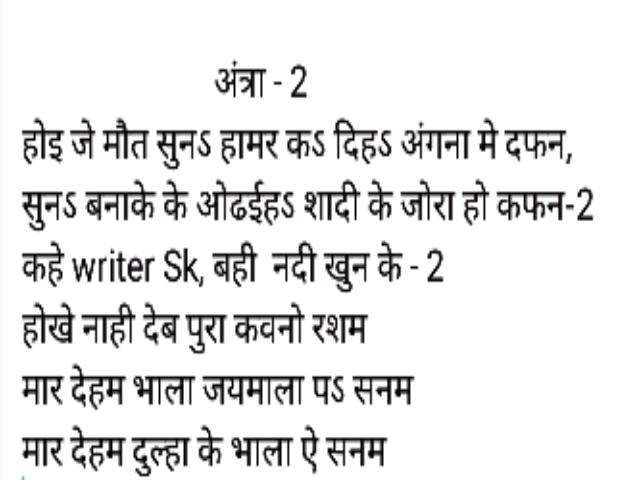 अंत्रा - 2
होइ जे मौत सुनऽ हामर कऽ दिहऽ अंगना मे दफन,
सुनऽ बनाके के ओढईहऽ शादी के जोरा हो कफन-2
कहे writer Sk, बही नदी खुन के - 2
होखे नाही देब पुरा कवनो रशम
मार देहम भाला जयमाला पऽ सनम
मार देहम दुल्हा के भाला ऐ सनम